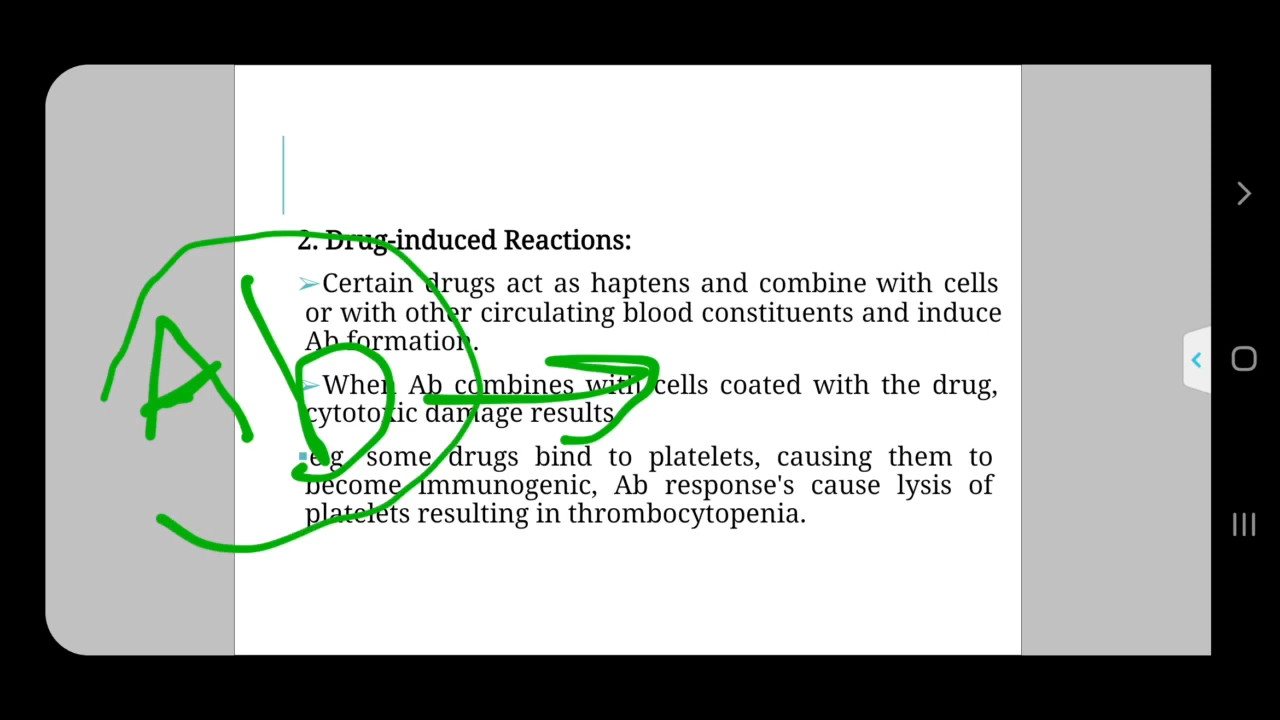 2. Drug-induced Reactions:
➢Certain drugs act as haptens and combine with cells
or with other circulating blood constituents and induce
Ab formation.
➢When Ab combines with cells coated with the drug,
cytotoxic damage results
▪e.g. some drugs bind to platelets, causing them to
become immunogenic, Ab response's cause lysis of
platelets resulting in thrombocytopenia.
Ab